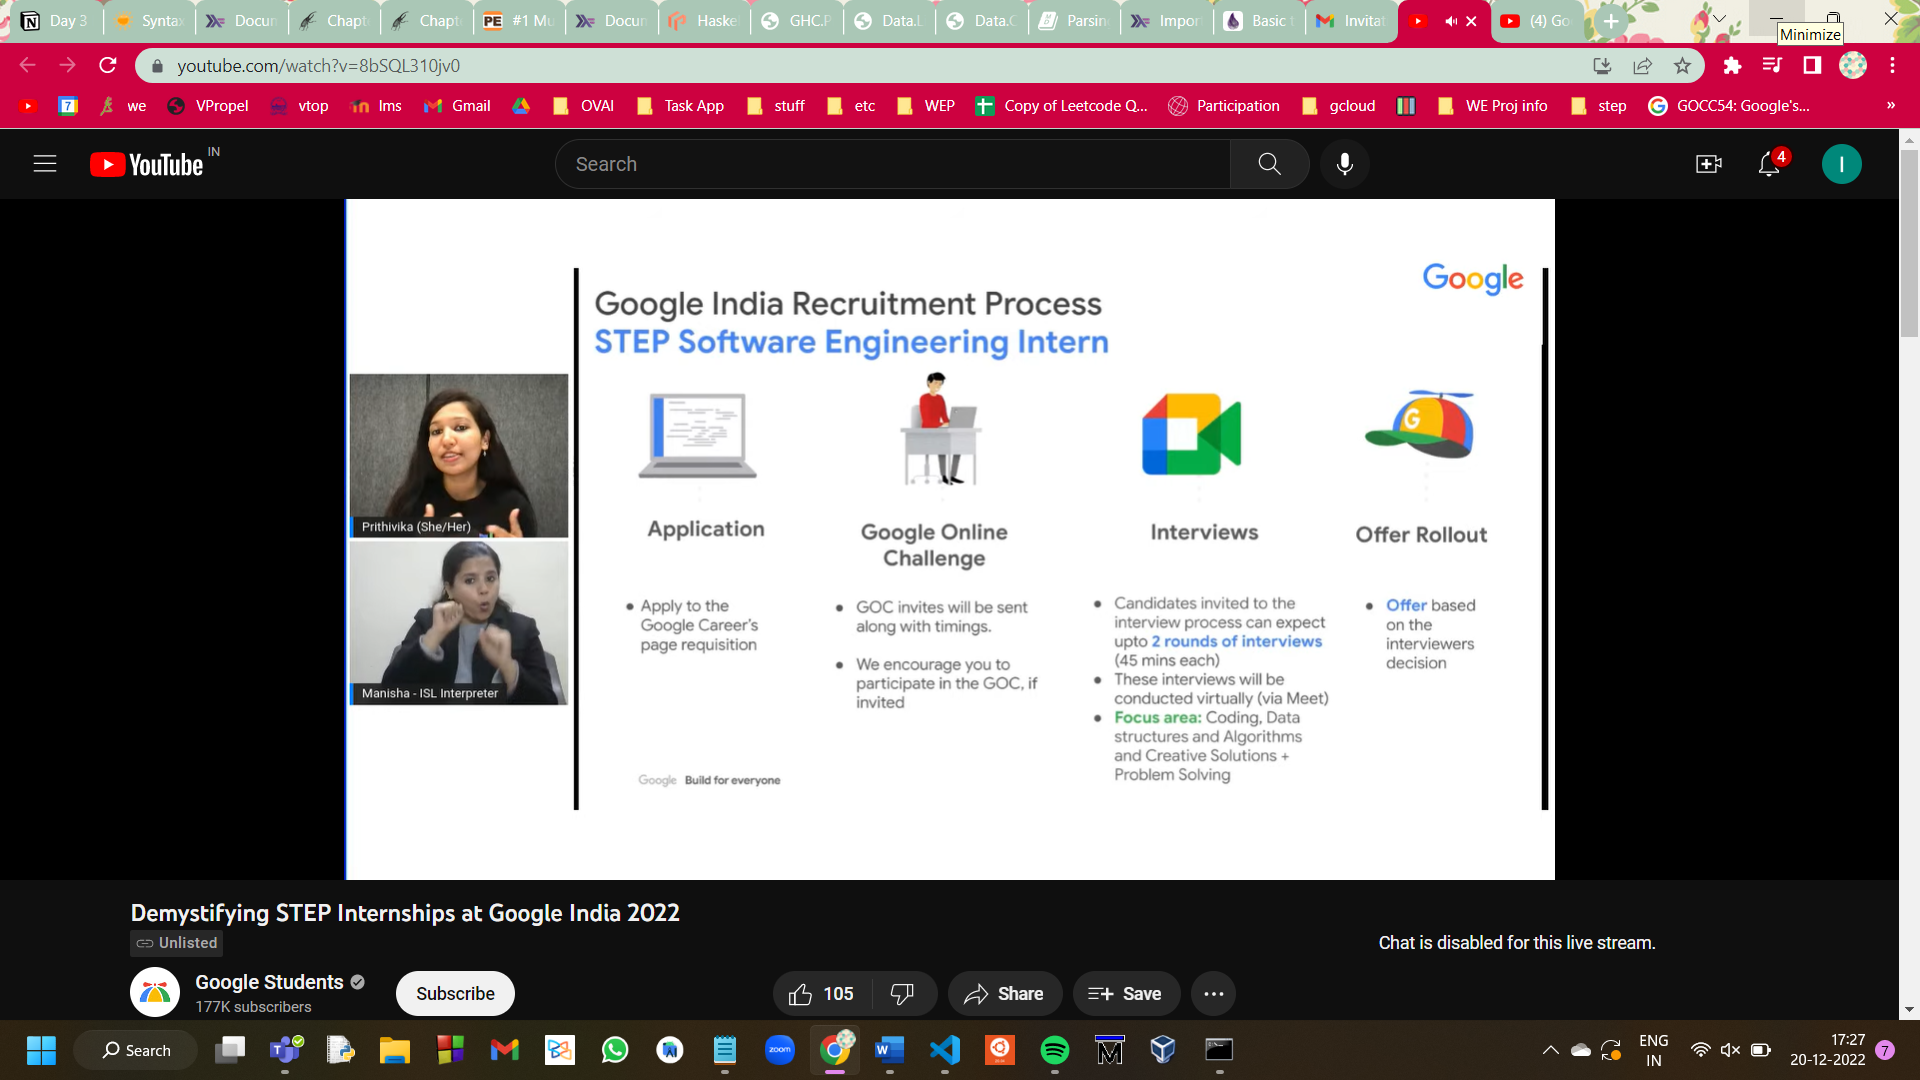 Day 3
Syntax
Docum
Chapt
Chapt
#1 Mu
Docum
Haskel
GHC.P
Data.L
Data.C
Parsin
Impor
Basic t
Invitat
(4) Go
Minimize
youtube.com/watch?v=8bSQL310jv0
we
VPropel
vtop
lms
Gmail
OVAI
Task App
stuff
etc
WEP
Copy of Leetcode Q...
Participation
gcloud
WE Proj info
step
GOCC54: Google's...
»
YouTube IN
Search
4
I
Google
Google India Recruitment Process
STEP Software Engineering Intern
Prithivika (She/Her)
Manisha - ISL Interpreter
Application
• Apply to the
Google Career's
page requisition
Google Online
Challenge
• GOC invites will be sent
along with timings.
• We encourage you to
participate in the GOC, if
invited
Interviews
• Candidates invited to the
interview process can expect
upto 2 rounds of interviews
(45 mins each)
• These interviews will be
conducted virtually (via Meet)
• Focus area: Coding, Data
structures and Algorithms
and Creative Solutions +
Problem Solving
Offer Rollout
• Offer based
on the
interviewers
decision
Google Build for everyone
Demystifying STEP Internships at Google India 2022
Unlisted
Chat is disabled for this live stream.
Google Students
177K subscribers
Subscribe
105
Share
Save
Search
zoom
ENG
IN
17:27
20-12-2022
7